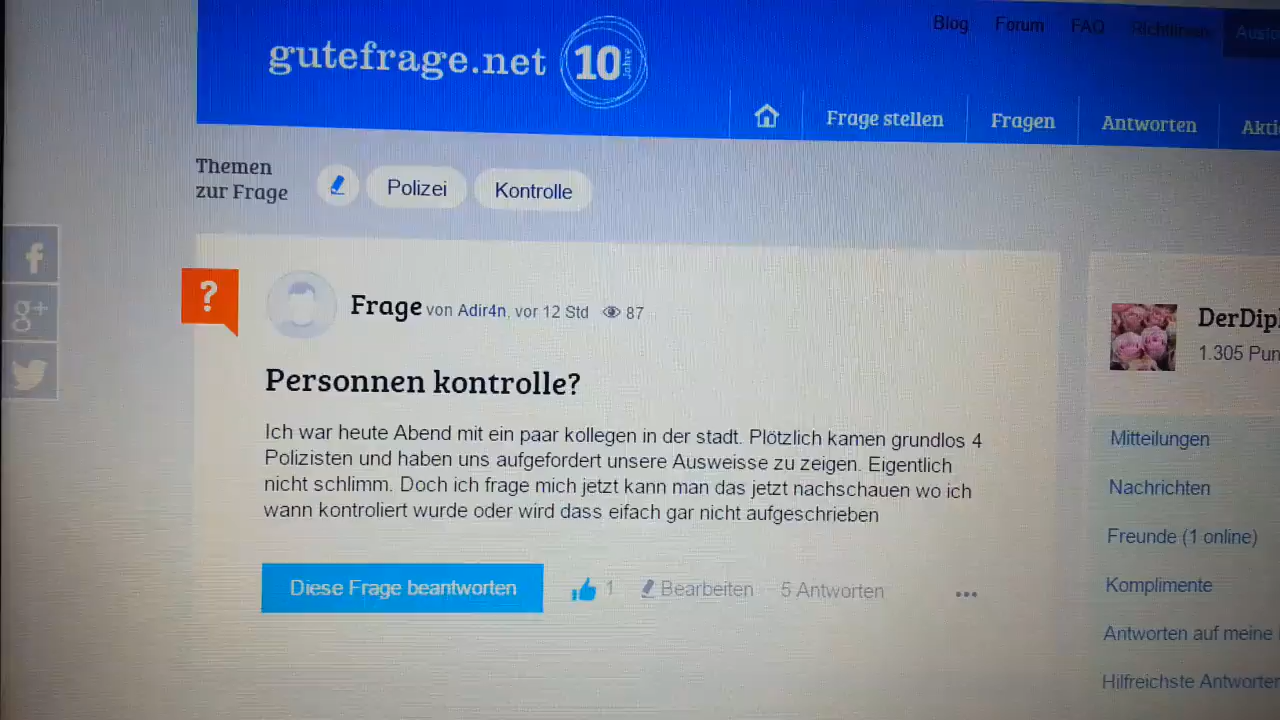 Blog Forum FAQ Richtlinien
gutefrage.net 10 Jahre
Frage stellen Fragen Antworten
Themen
zur Frage
Polizei Kontrolle
f
g+
?
Frage von Adir4n, vor 12 Std 87
Personnen kontrolle?
Ich war heute Abend mit ein paar kollegen in der stadt. Plötzlich kamen grundlos 4
Polizisten und haben uns aufgefordert unsere Ausweisse zu zeigen. Eigentlich
nicht schlimm. Doch ich frage mich jetzt kann man das jetzt nachschauen wo ich
wann kontroliert wurde oder wird dass eifach gar nicht aufgeschrieben
Diese Frage beantworten 1 Bearbeiten 5 Antworten ...
DerDip
1.305 Pun
Mitteilungen
Nachrichten
Freunde (1 online)
Komplimente
Antworten auf meine
Hilfreichste Antworten